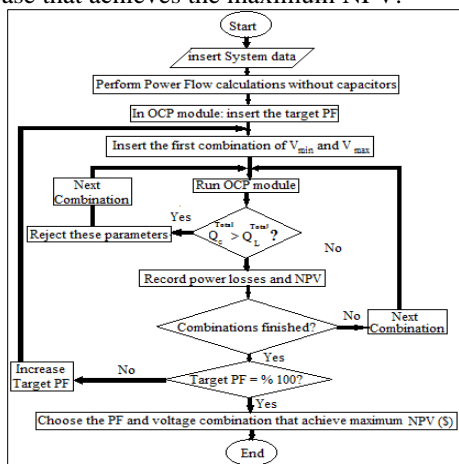 ase that achieves the maximum NPV.
Start
insert System data
Perform Power Flow calculations without capacitors
In OCP module: insert the target PF
Insert the first combination of Vmin and Vmax
Next
Combination
Run OCP module
Yes
Reject these parameters
Qc Total > QL Total ?
No
Record power losses and NPV
Combinations finished?
No
Next
Combination
Yes
Increase
Target PF
No
Target PF = % 100?
Yes
Choose the PF and voltage combination that achieve maximum NPV ($)
End